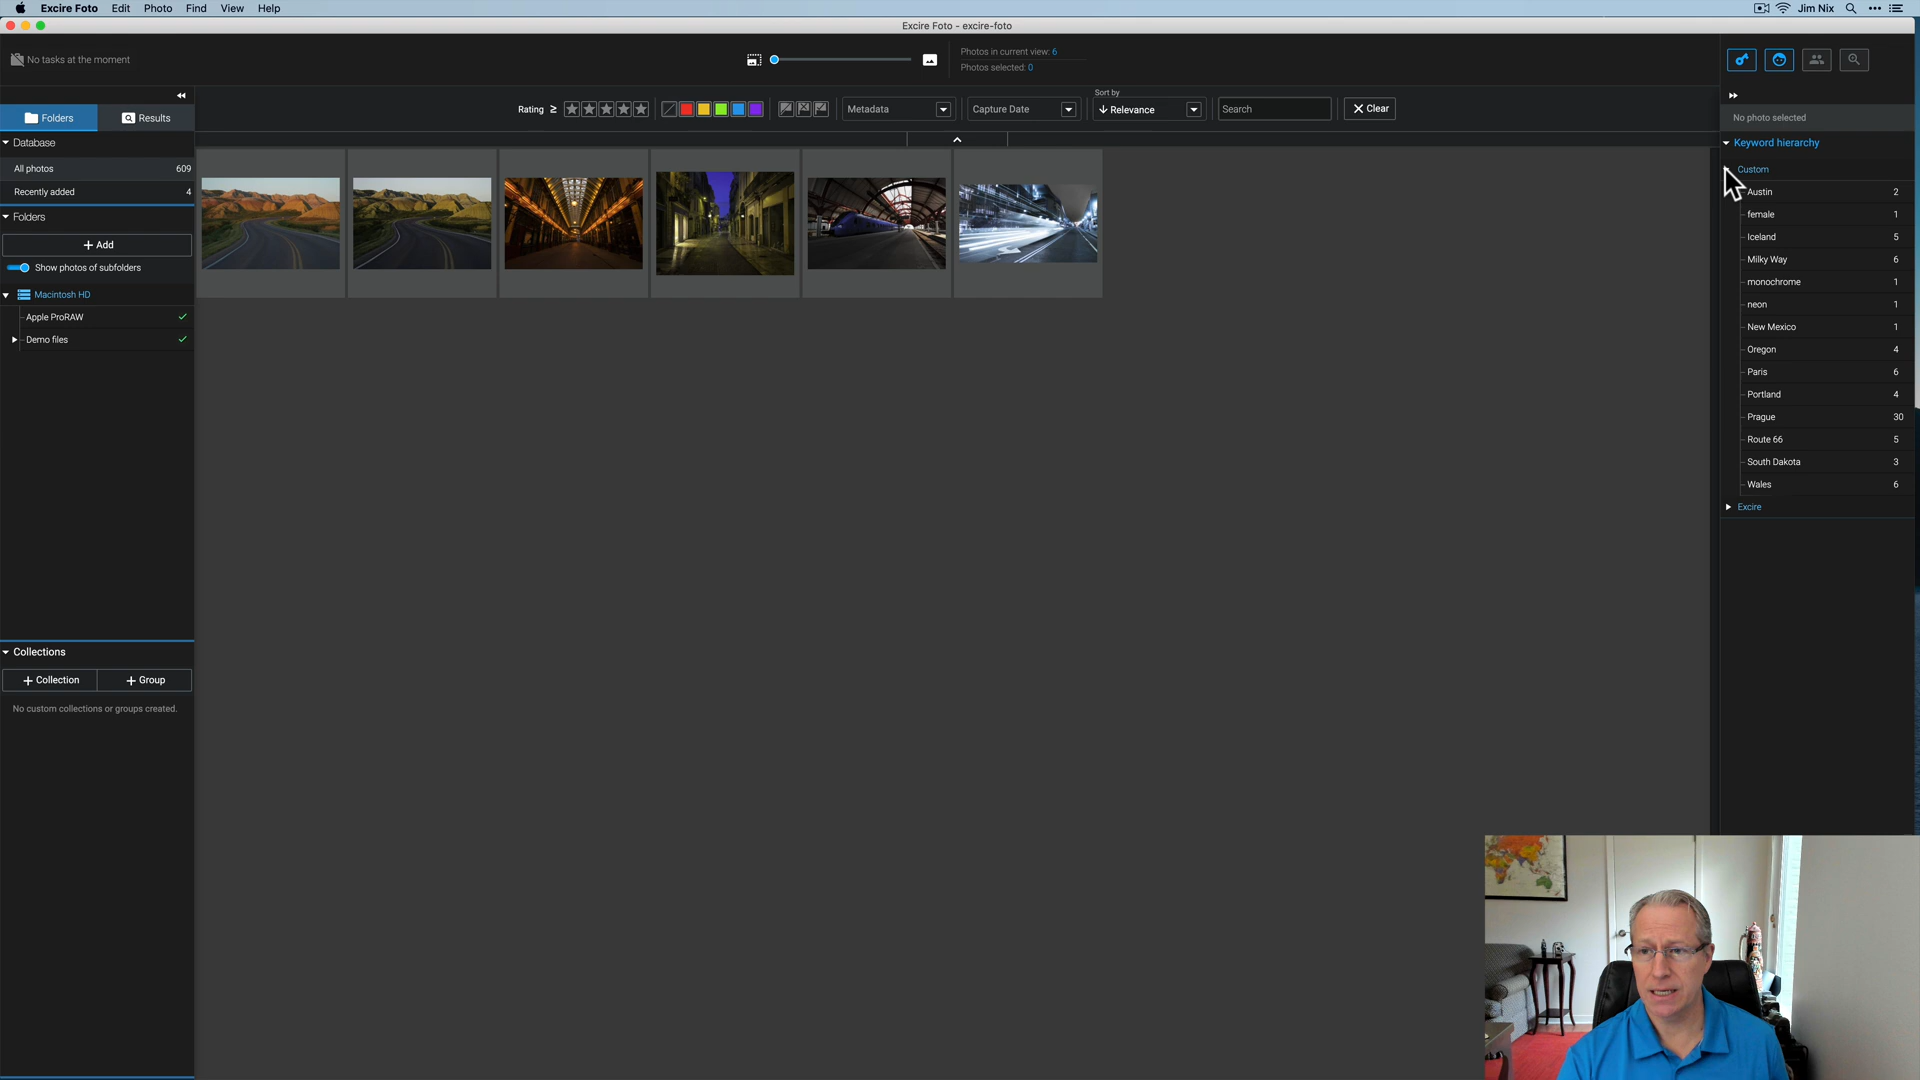 Excire Foto Edit Photo Find View Help Jim Nix
Excire Foto - excire-foto
No tasks at the moment
Photos in current view: 6
Photos selected: 0
Folders Results
Rating ≥ Metadata Capture Date Sort by Relevance Search Clear
No photo selected
Database
All photos 609
Recently added 4
Folders
+ Add
Show photos of subfolders
Macintosh HD
Apple ProRAW
Demo files
Collections
+ Collection + Group
No custom collections or groups created.
Keyword hierarchy
Custom
Austin 2
female 1
Iceland 5
Milky Way 6
monochrome 1
neon 1
New Mexico 1
Oregon 4
Paris 6
Portland 4
Prague 30
Route 66 5
South Dakota 3
Wales 6
Excire